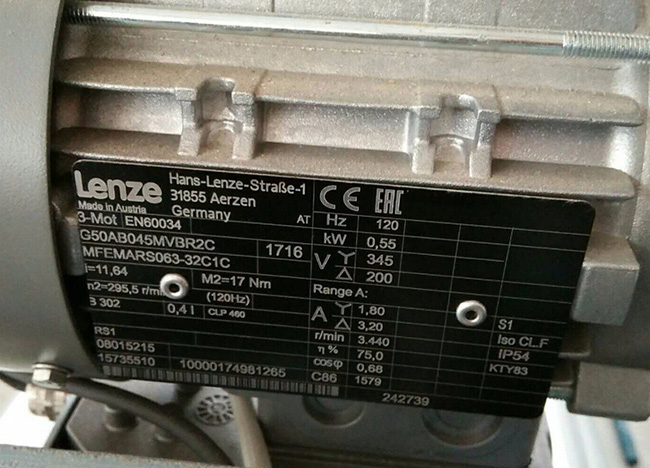 Lenze Hans-Lenze-Straße-1
31855 Aerzen
Made in Austria Germany AT
3-Mot EN60034
G50AB045MVBR2C 1716
MFEMARS063-32C1C
i=11,64 M2=17 Nm
n2=295,5 r/min (120Hz)
B 302 0,4 l CLP 460
RS1
08015215
15735510 10000174981265
CE EAC
Hz 120
kW 0,55
V Y 345
△ 200
Range A:
A Y 1,80
△ 3,20
r/min 3.440
η % 75,0
cosφ 0,68
C86 1579
242739
S1
Iso CLF
IP54
KTY83